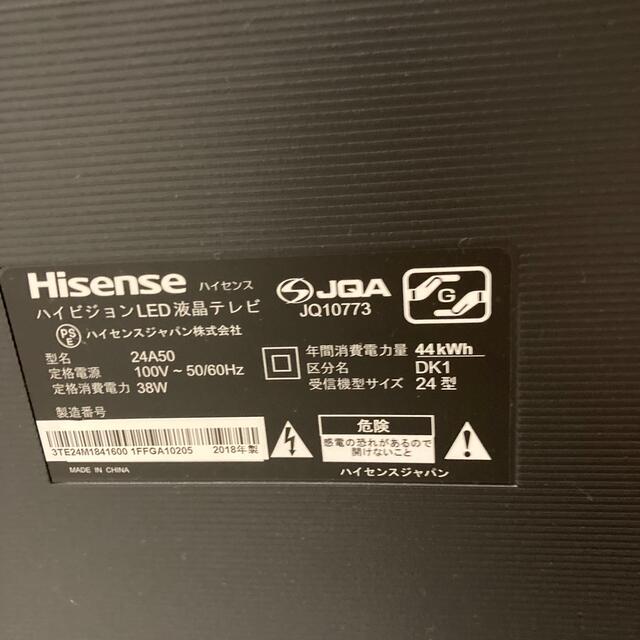 Hisense ハイセンス
ハイビジョンLED液晶テレビ
PSE ハイセンスジャパン株式会社
型名 24A50
定格電源 100V～50/60Hz
定格消費電力 38W
製造番号
3TE24M1841600 1FFGA10205 2018年製
MADE IN CHINA
JQA
JQ10773
G
年間消費電力量 44kWh
区分名 DK1
受信機型サイズ 24型
危険
感電の恐れがあるので
開けないこと
ハイセンスジャパン